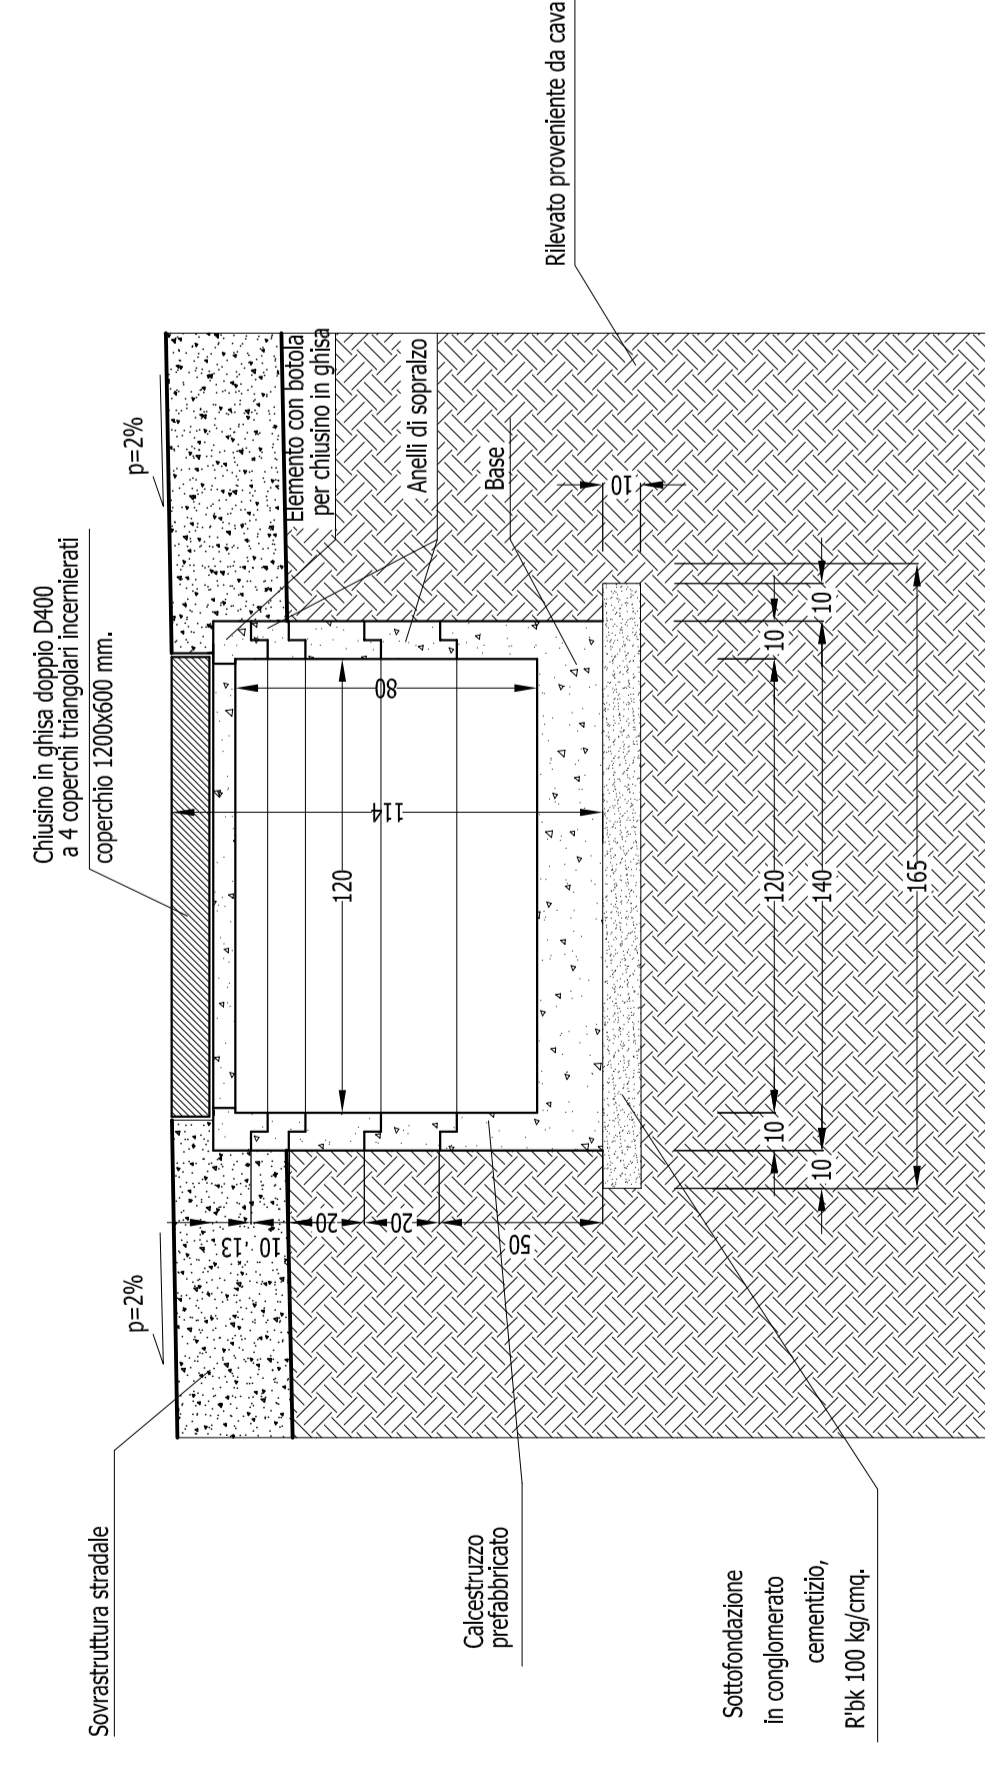 Chiusino in ghisa doppio D400
a 4 coperchi triangolari incernierati
coperchio 1200x600 mm.
p=2%
p=2%
Sovrastruttura stradale
Elemento con botola
per chiusino in ghisa
Anelli di sopralzo
Base
Rilevato proveniente da cava
Calcestruzzo
prefabbricato
Sottofondazione
in conglomerato
cementizio,
R'bk 100 kg/cmq.
13
10
20
20
50
80
114
120
10
10
120
10
10
140
10
165